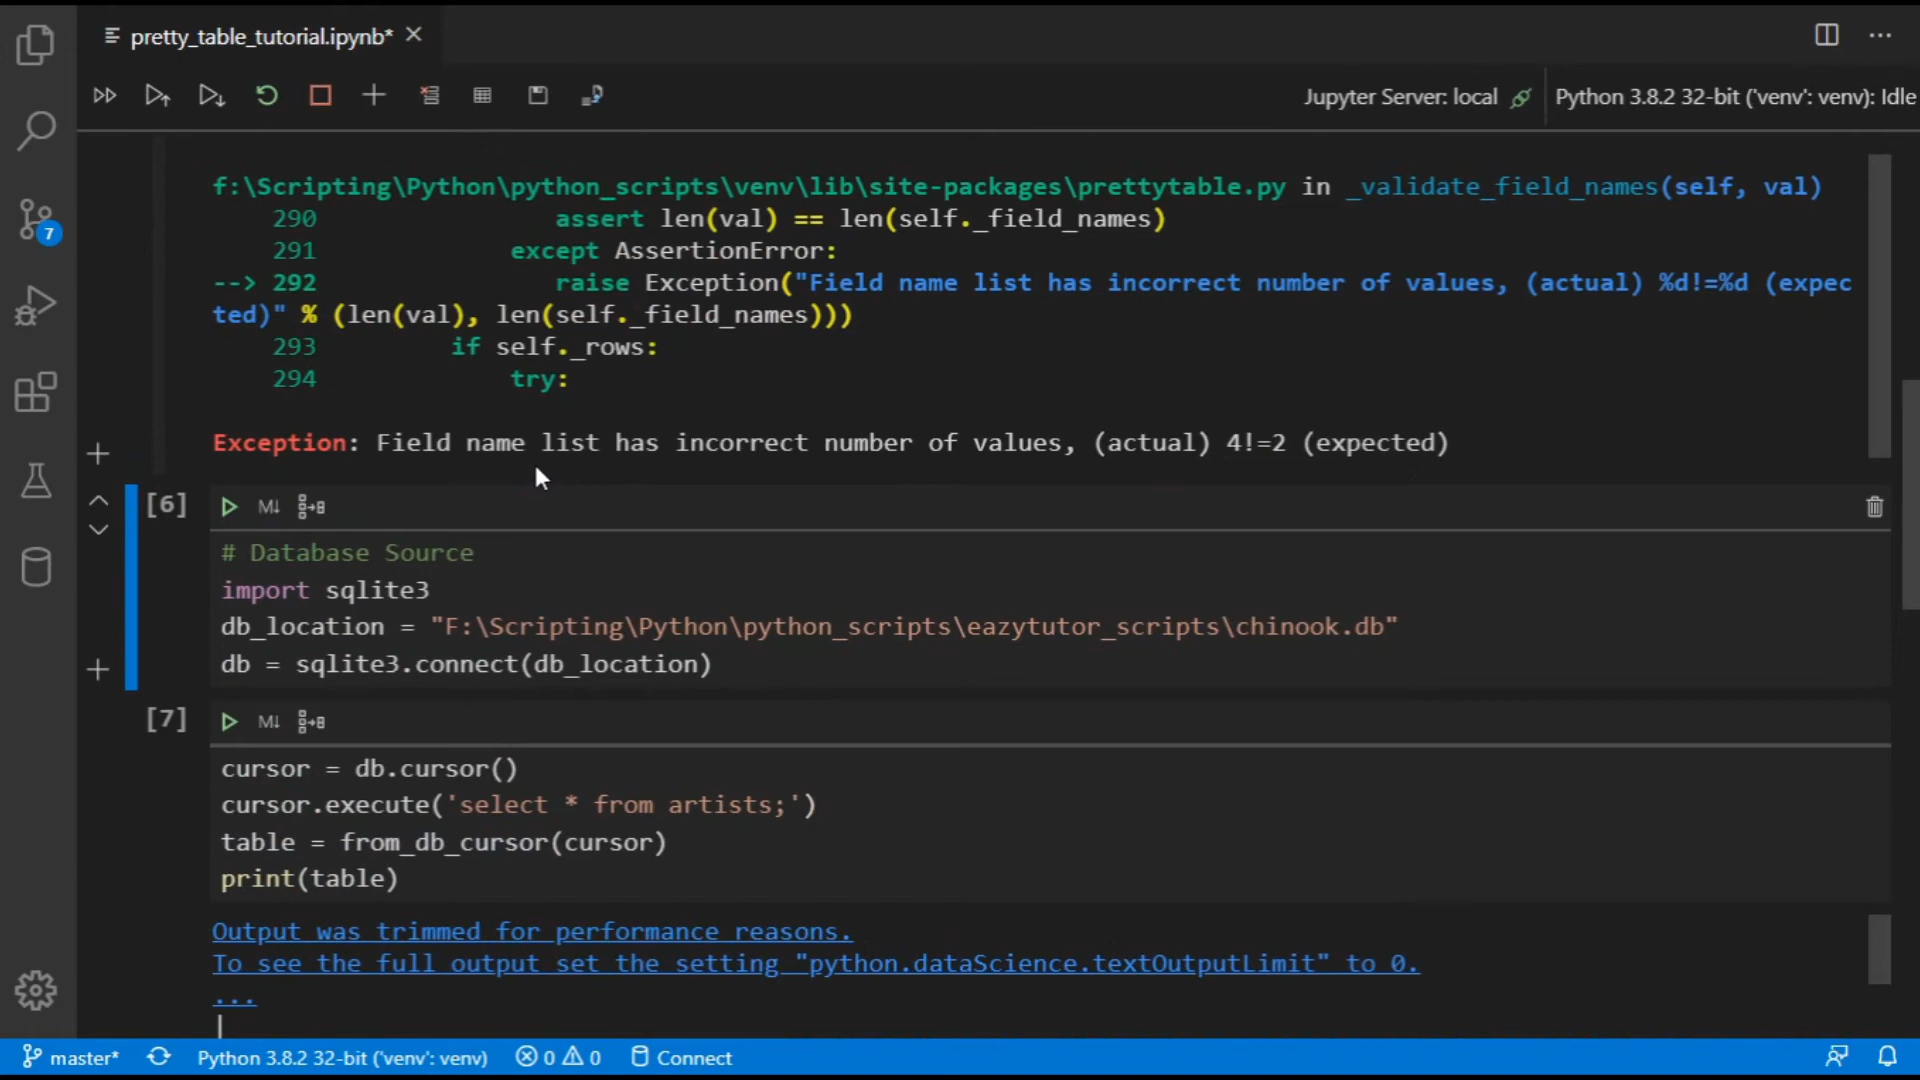 pretty_table_tutorial.ipynb*
Jupyter Server: local
Python 3.8.2 32-bit ('venv': venv): Idle
f:\Scripting\Python\python_scripts\venv\lib\site-packages\prettytable.py in _validate_field_names(self, val)
290 assert len(val) == len(self._field_names)
291 except AssertionError:
--> 292 raise Exception("Field name list has incorrect number of values, (actual) %d!=%d (expec
ted)" % (len(val), len(self._field_names)))
293 if self._rows:
294 try:
Exception: Field name list has incorrect number of values, (actual) 4!=2 (expected)
7
[6]
M↓
# Database Source
import sqlite3
db_location = "F:\Scripting\Python\python_scripts\eazytutor_scripts\chinook.db"
db = sqlite3.connect(db_location)
[7]
M↓
cursor = db.cursor()
cursor.execute('select * from artists;')
table = from_db_cursor(cursor)
print(table)
Output was trimmed for performance reasons.
To see the full output set the setting "python.dataScience.textOutputLimit" to 0.
...
master* Python 3.8.2 32-bit ('venv': venv) 0 0 Connect